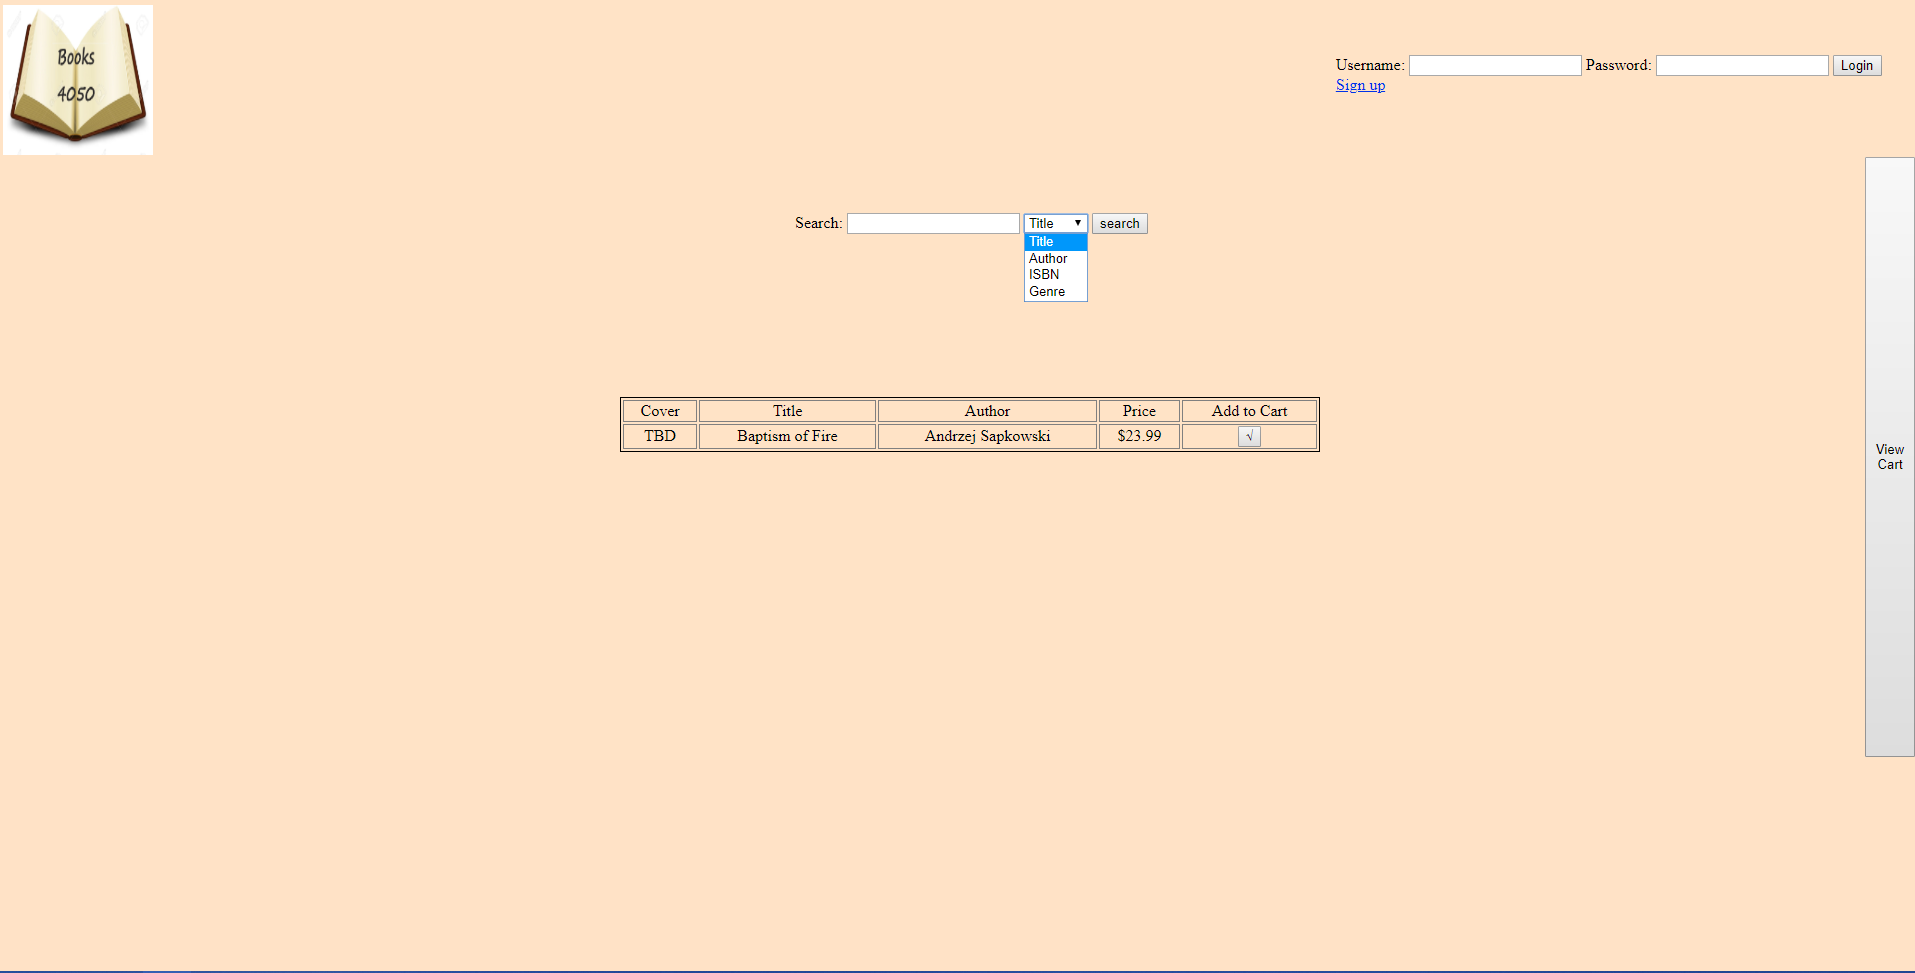 Books
4050
Username: Password: Login
Sign up
Search: Title ▼ search
Title
Author
ISBN
Genre
Cover Title Author Price Add to Cart
TBD Baptism of Fire Andrzej Sapkowski $23.99 √
View
Cart